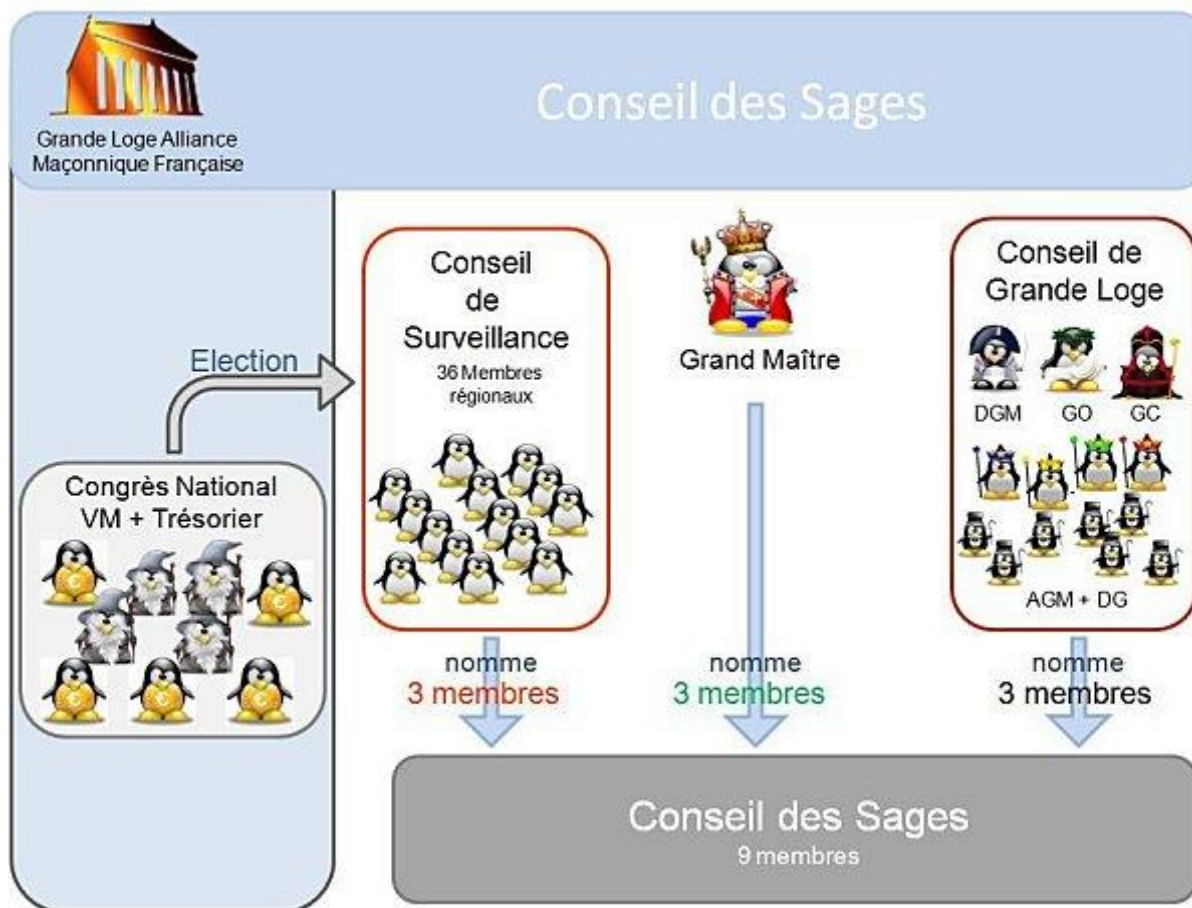 Grande Loge Alliance
Maçonnique Française
Conseil des Sages
Election
Congrès National
VM + Trésorier
Conseil
de
Surveillance
36 Membres
régionaux
Grand Maître
Conseil de
Grande Loge
DGM GO GC
AGM + DG
nomme
3 membres
nomme
3 membres
nomme
3 membres
Conseil des Sages
9 membres